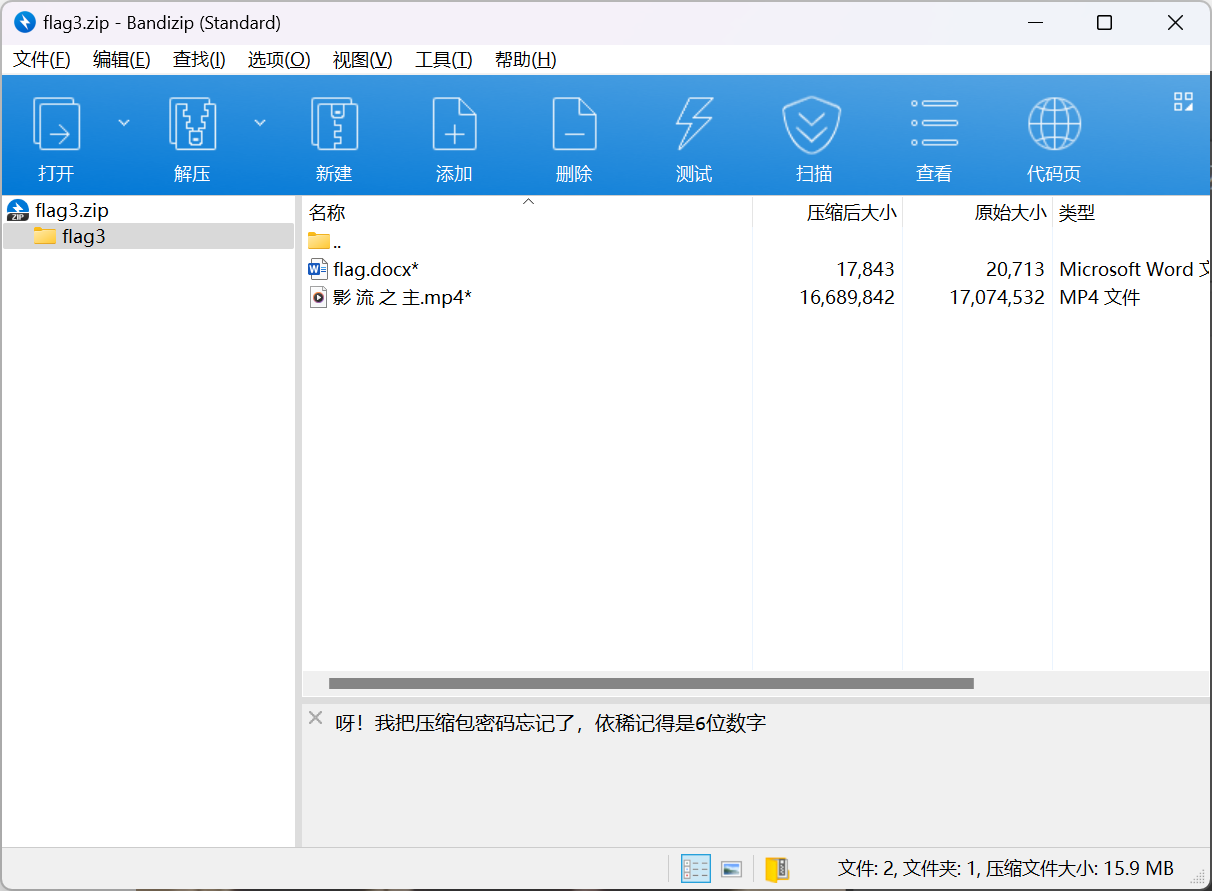 flag3.zip - Bandizip (Standard)
文件(F) 编辑(E) 查找(I) 选项(O) 视图(V) 工具(T) 帮助(H)
打开 解压 新建 添加 删除 测试 扫描 查看 代码页
flag3.zip
flag3
名称 压缩后大小 原始大小 类型
..
flag.docx* 17,843 20,713 Microsoft Word
影 流 之 主.mp4* 16,689,842 17,074,532 MP4 文件
呀！我把压缩包密码忘记了，依稀记得是6位数字
文件: 2, 文件夹: 1, 压缩文件大小: 15.9 MB